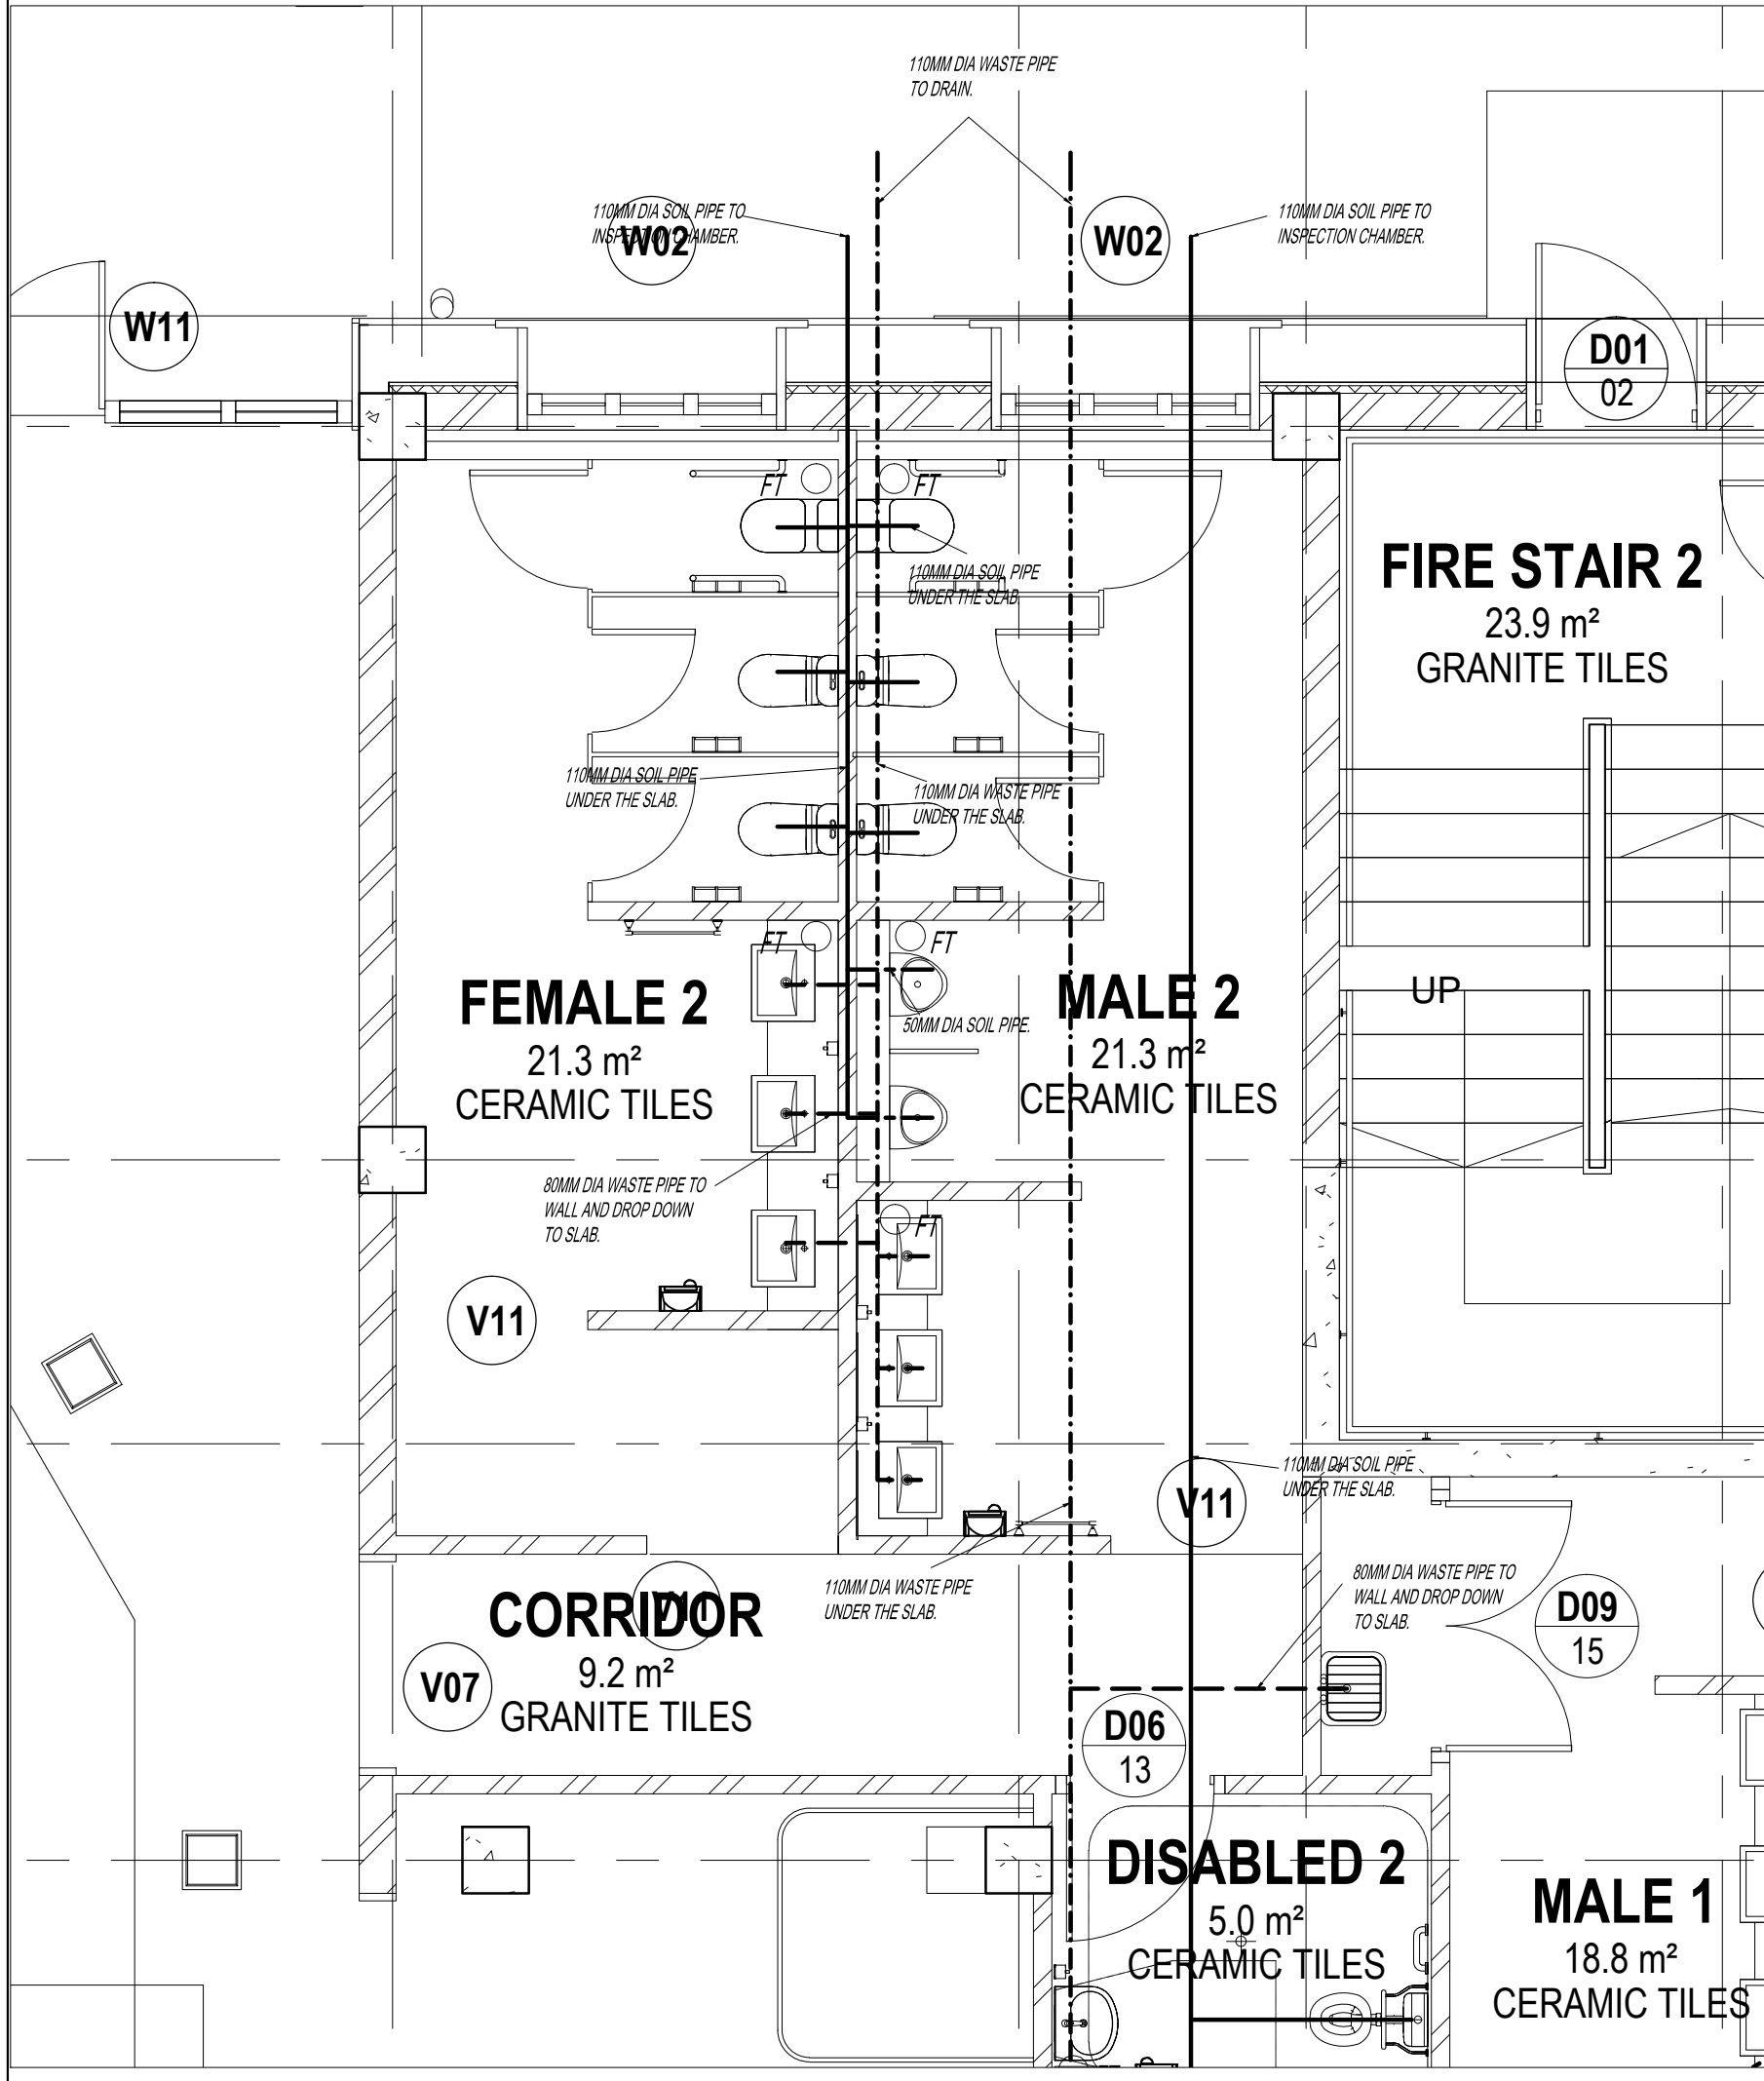 110MM DIA WASTE PIPE
TO DRAIN.
110MM DIA SOIL PIPE TO
INSPECTION CHAMBER.
W02
W02
110MM DIA SOIL PIPE TO
INSPECTION CHAMBER.
W11
D01
02
FT
FT
110MM DIA SOIL PIPE
UNDER THE SLAB.
FIRE STAIR 2
23.9 m²
GRANITE TILES
110MM DIA SOIL PIPE
UNDER THE SLAB.
110MM DIA WASTE PIPE
UNDER THE SLAB.
FT
FT
FEMALE 2
21.3 m²
CERAMIC TILES
50MM DIA SOIL PIPE.
MALE 2
21.3 m²
CERAMIC TILES
UP
80MM DIA WASTE PIPE TO
WALL AND DROP DOWN
TO SLAB.
FT
V11
V11
110MM DIA SOIL PIPE
UNDER THE SLAB.
CORRIDOR
9.2 m²
GRANITE TILES
V11
V07
110MM DIA WASTE PIPE
UNDER THE SLAB.
80MM DIA WASTE PIPE TO
WALL AND DROP DOWN
TO SLAB.
D09
15
D06
13
DISABLED 2
5.0 m²
CERAMIC TILES
MALE 1
18.8 m²
CERAMIC TILES